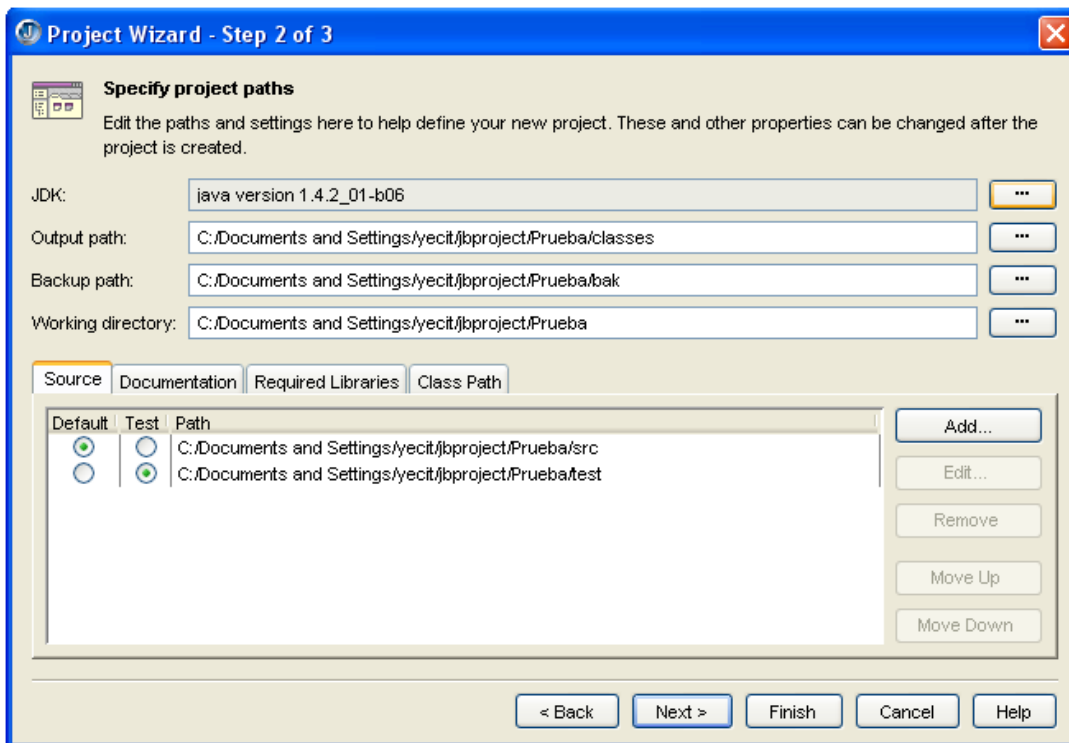 Project Wizard - Step 2 of 3
Specify project paths
Edit the paths and settings here to help define your new project. These and other properties can be changed after the
project is created.
JDK: java version 1.4.2_01-b06 ...
Output path: C:/Documents and Settings/yecit/jbproject/Prueba/classes ...
Backup path: C:/Documents and Settings/yecit/jbproject/Prueba/bak ...
Working directory: C:/Documents and Settings/yecit/jbproject/Prueba ...
Source Documentation Required Libraries Class Path
Default Test Path
C:/Documents and Settings/yecit/jbproject/Prueba/src
C:/Documents and Settings/yecit/jbproject/Prueba/test
Add...
Edit...
Remove
Move Up
Move Down
< Back Next > Finish Cancel Help